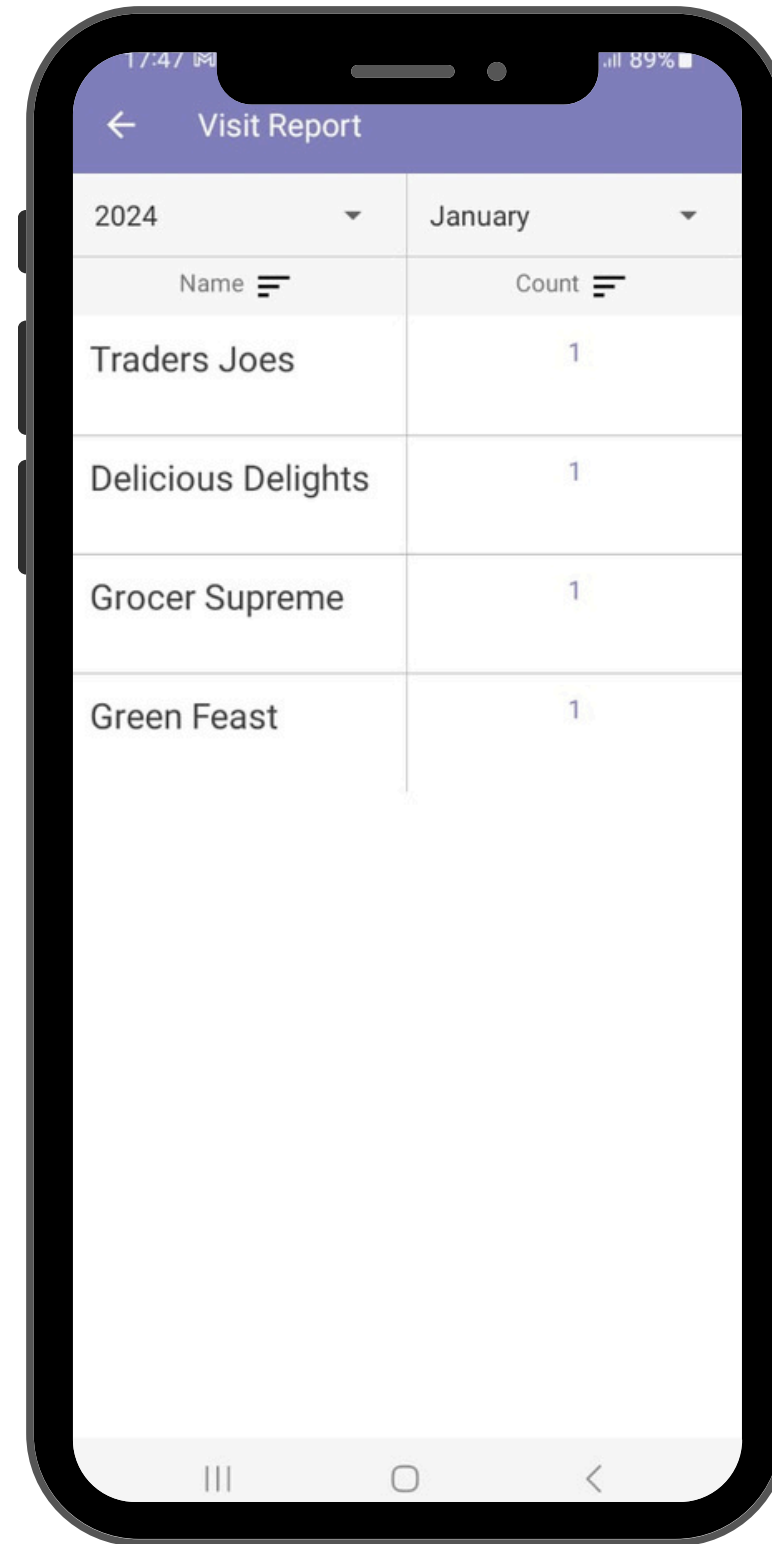 17:47 89%
Visit Report
2024 January
Name Count
Traders Joes 1
Delicious Delights 1
Grocer Supreme 1
Green Feast 1